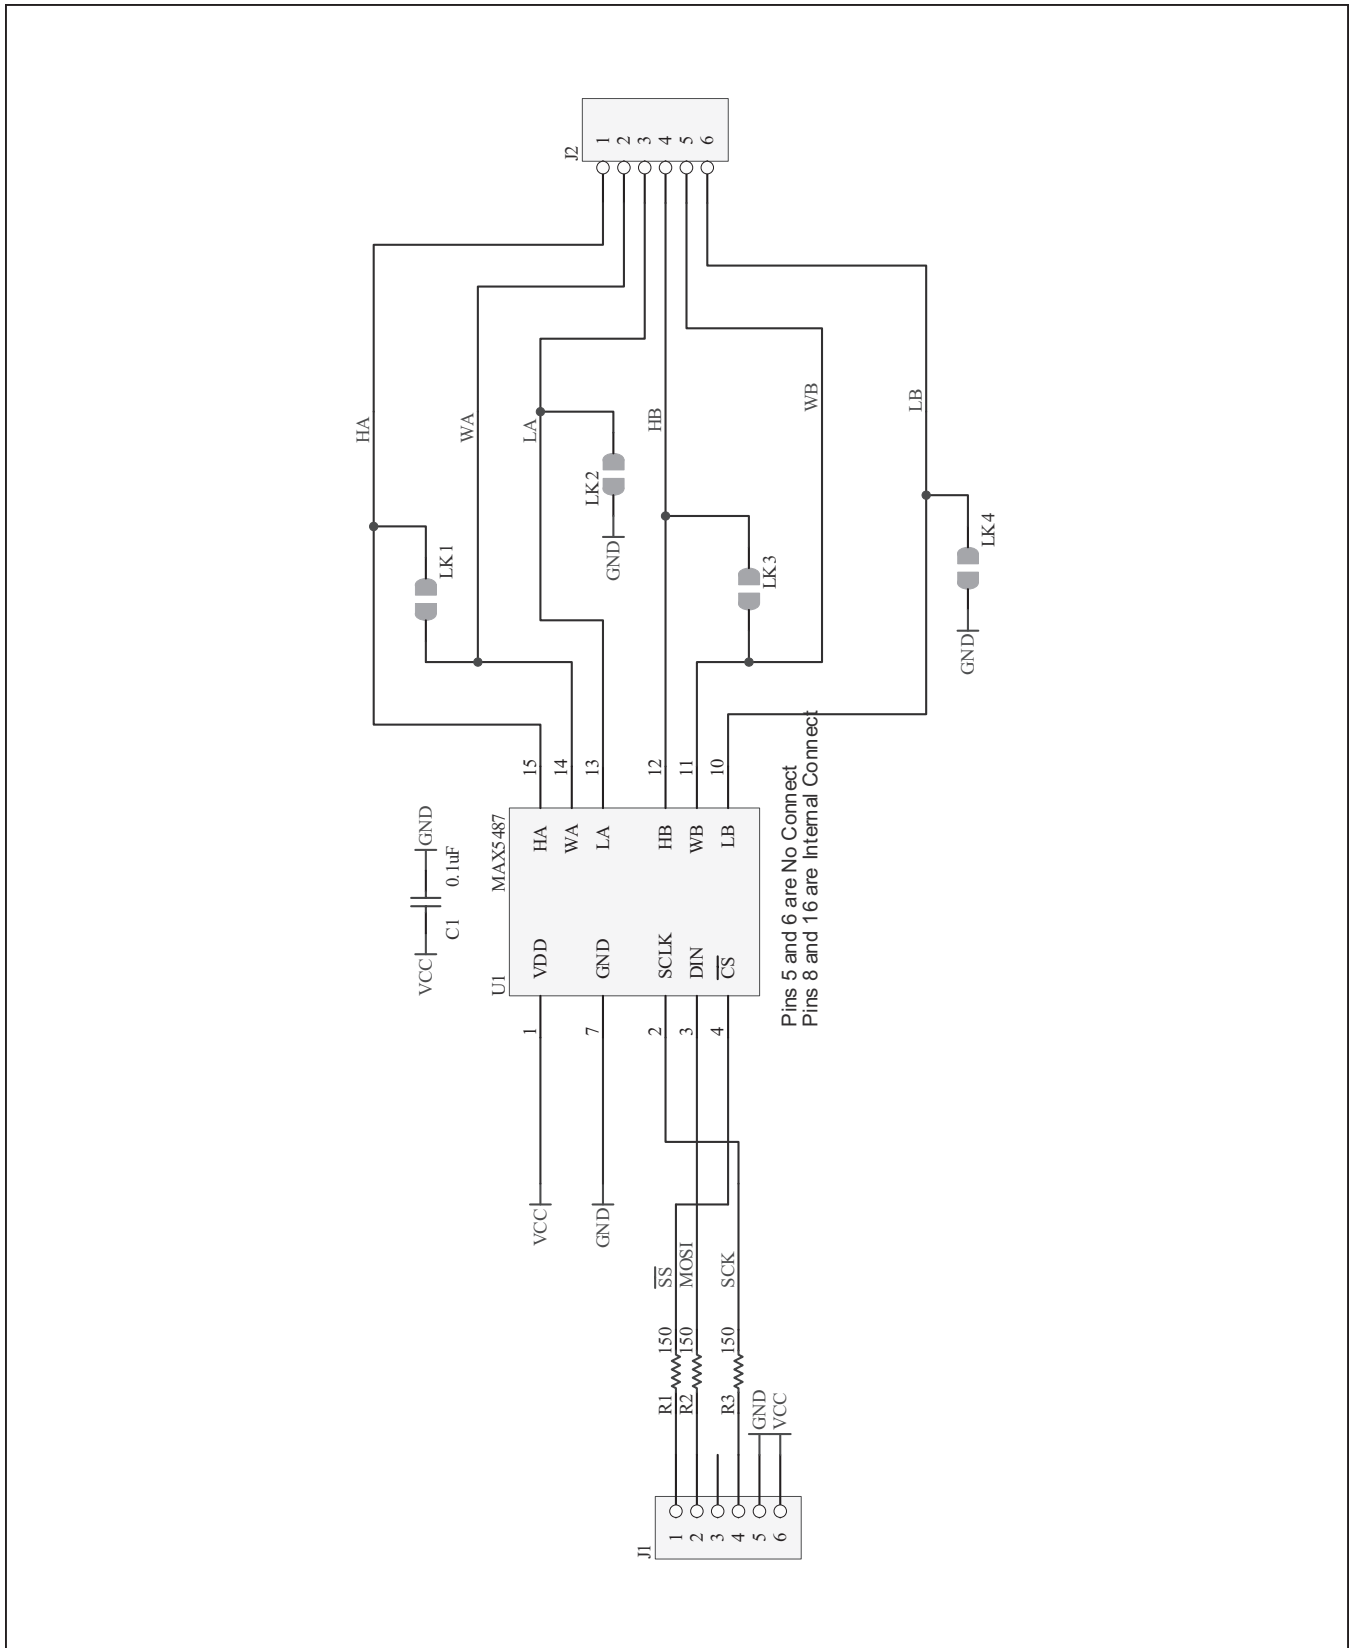 J2
1
2
3
4
5
6
HA
WA
LA
HB
WB
LB
LK1
LK2
GND
LK3
LK4
GND
15
14
13
12
11
10
GND
0.1uF
C1
VCC
U1
MAX5487
HA
WA
LA
HB
WB
LB
VDD
GND
SCLK
DIN
CS
Pins 5 and 6 are No Connect
Pins 8 and 16 are Internal Connect
1
7
2
3
4
VCC
GND
SS
MOSI
SCK
R1 150
R2 150
R3 150
GND
VCC
J1
1
2
3
4
5
6